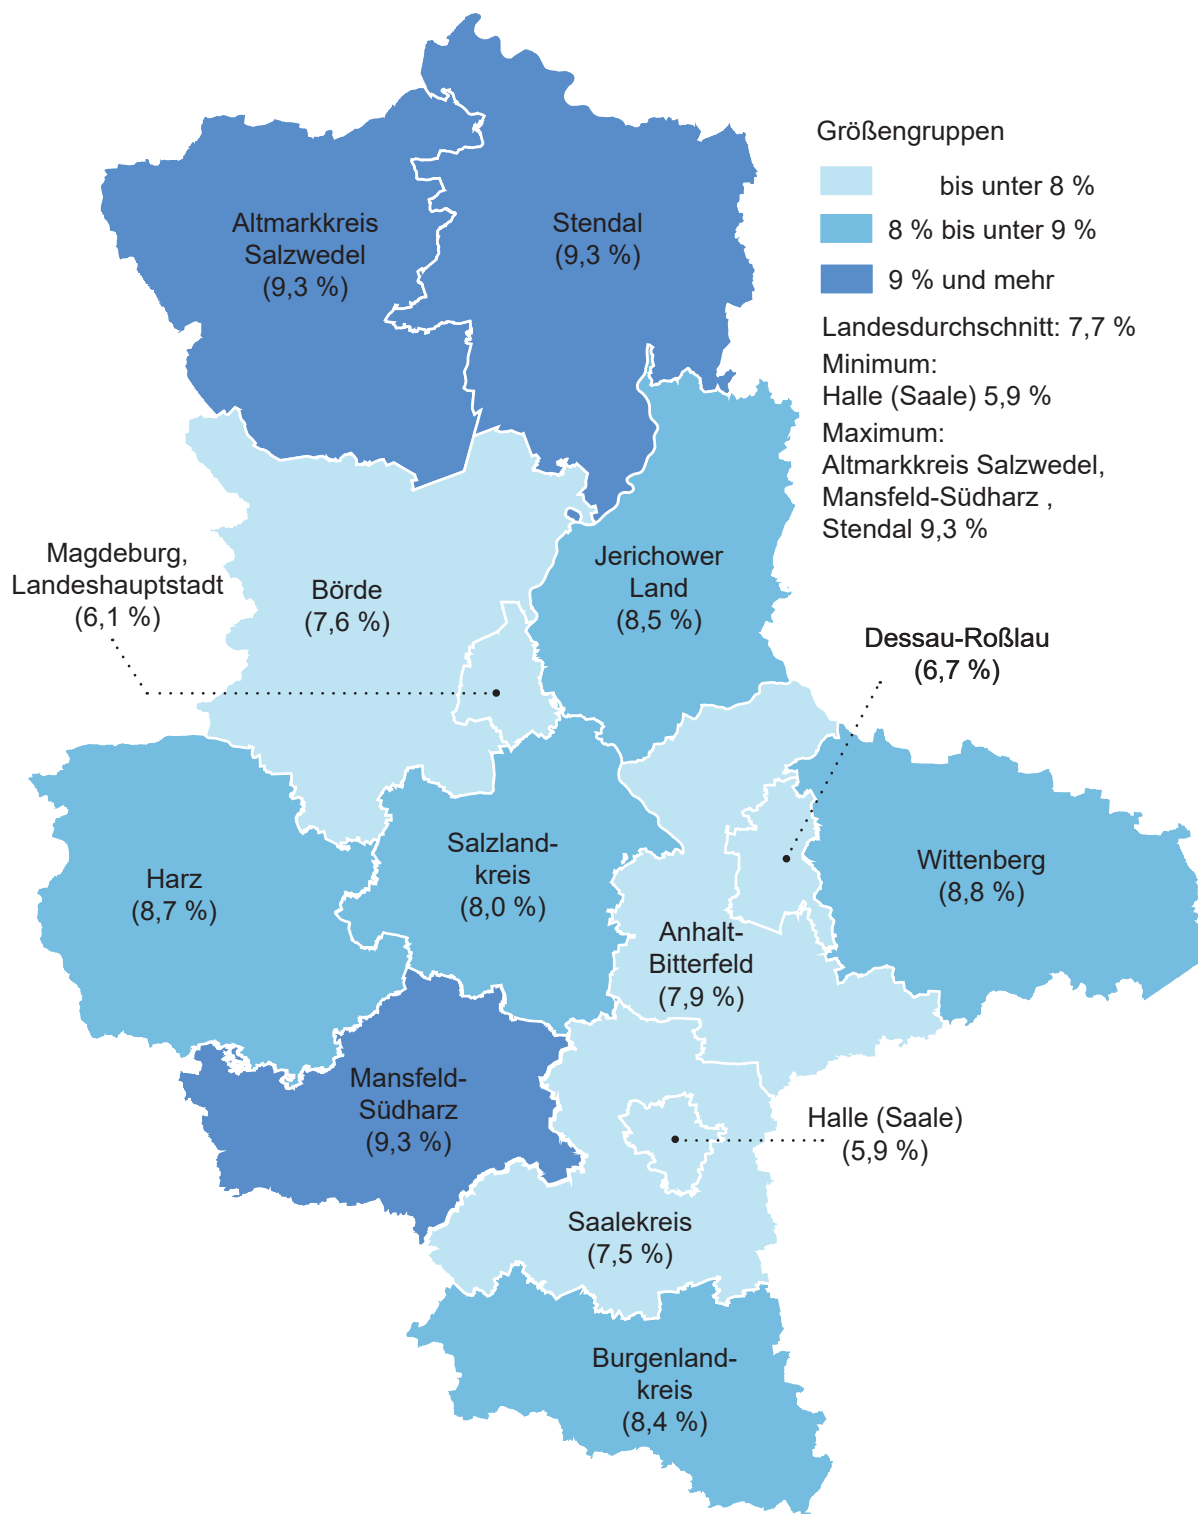 Größengruppen
bis unter 8 %
8 % bis unter 9 %
9 % und mehr
Landesdurchschnitt: 7,7 %
Minimum:
Halle (Saale) 5,9 %
Maximum:
Altmarkkreis Salzwedel,
Mansfeld-Südharz ,
Stendal 9,3 %
Altmarkkreis
Salzwedel
(9,3 %)
Stendal
(9,3 %)
Magdeburg,
Landeshauptstadt
(6,1 %)
Börde
(7,6 %)
Jerichower
Land
(8,5 %)
Dessau-Roßlau
(6,7 %)
Harz
(8,7 %)
Salzland-
kreis
(8,0 %)
Wittenberg
(8,8 %)
Anhalt-
Bitterfeld
(7,9 %)
Mansfeld-
Südharz
(9,3 %)
Halle (Saale)
(5,9 %)
Saalekreis
(7,5 %)
Burgenland-
kreis
(8,4 %)